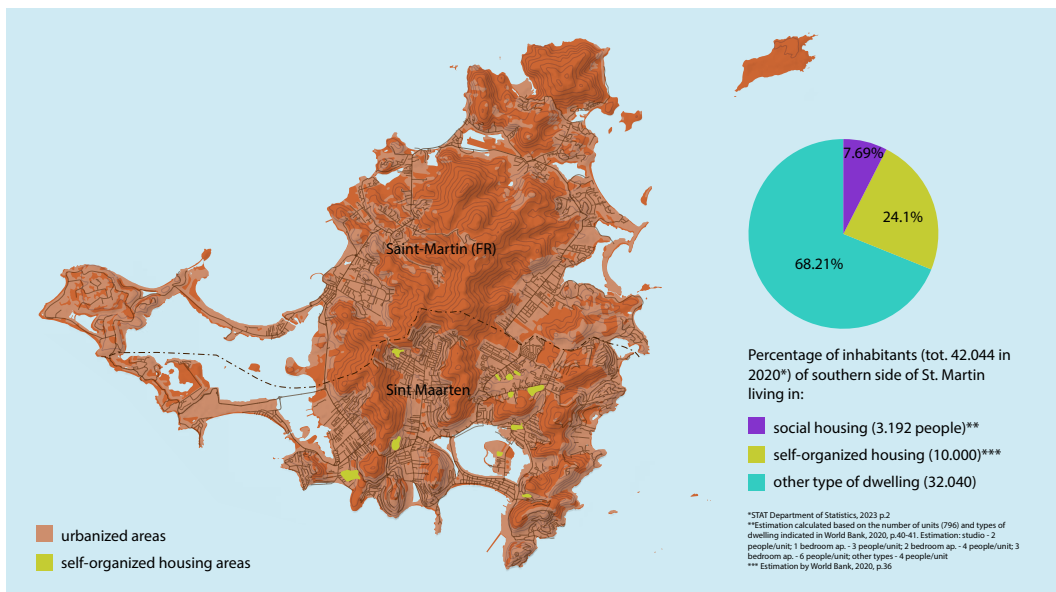 Saint-Martin (FR)
Sint Maarten
urbanized areas
self-organized housing areas
7.69%
24.1%
68.21%
Percentage of inhabitants (tot. 42.044 in
2020*) of southern side of St. Martin
living in:
social housing (3.192 people)**
self-organized housing (10.000)***
other type of dwelling (32.040)
*STAT Department of Statistics, 2023 p.2
**Estimation calculated based on the number of units (796) and types of
dwelling indicated in World Bank, 2020, p.40-41. Estimation: studio - 2
people/unit; 1 bedroom ap. - 3 people/unit; 2 bedroom ap. - 4 people/unit; 3
bedroom ap. - 6 people/unit; other types - 4 people/unit
*** Estimation by World Bank, 2020, p.36